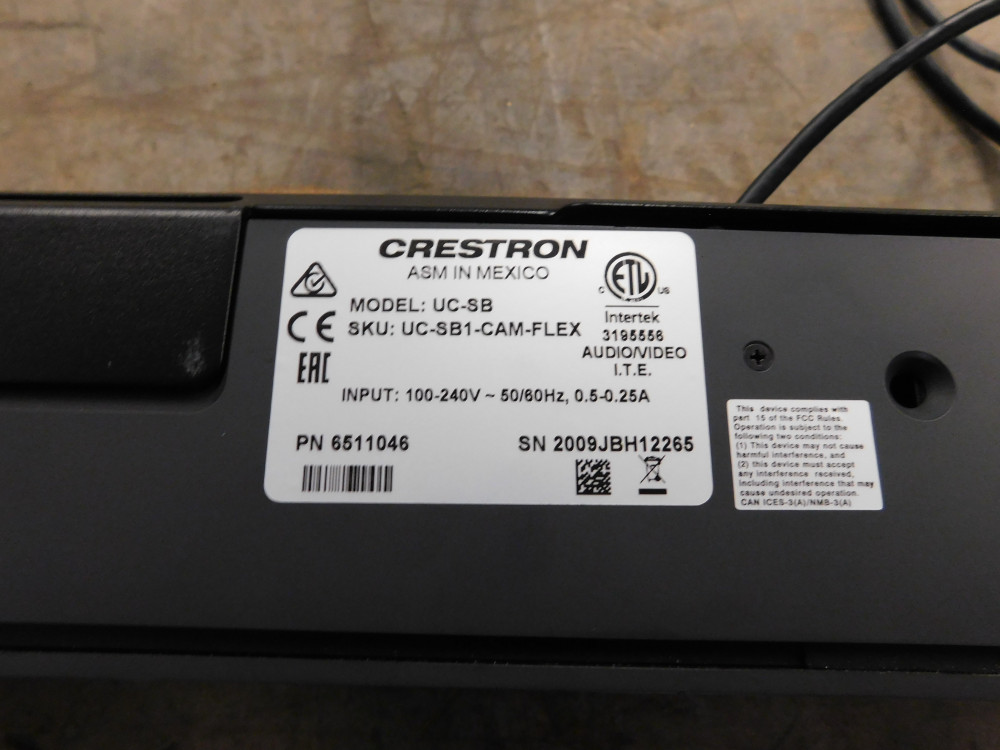 CRESTRON
ASM IN MEXICO
MODEL: UC-SB
SKU: UC-SB1-CAM-FLEX
CE
EAC
ETL
C US
Intertek
3195556
AUDIO/VIDEO
I.T.E.
INPUT: 100-240V ~ 50/60Hz, 0.5-0.25A
PN 6511046
SN 2009JBH12265
This device complies with
part 15 of the FCC Rules.
Operation is subject to the
following two conditions:
(1) This device may not cause
harmful interference, and
(2) this device must accept
any interference received,
including interference that may
cause undesired operation.
CAN ICES-3(A)/NMB-3(A)